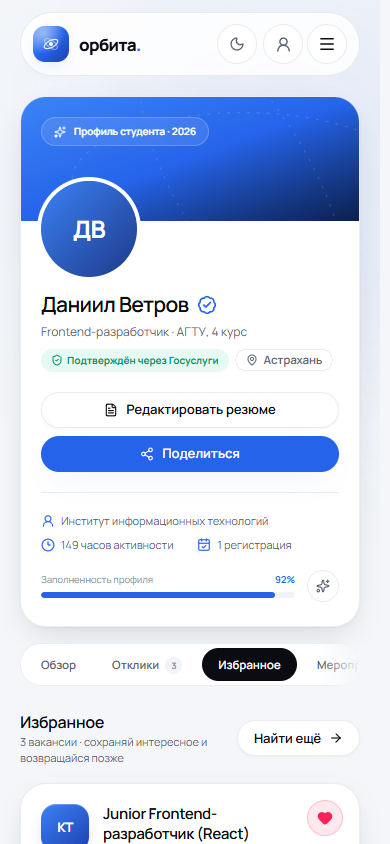 орбита.
Профиль студента · 2026
ДВ
Даниил Ветров
Frontend-разработчик · АГТУ, 4 курс
Подтверждён через Госуслуги
Астрахань
Редактировать резюме
Поделиться
Институт информационных технологий
149 часов активности
1 регистрация
Заполненность профиля
92%
Обзор
Отклики 3
Избранное
Мероп
Избранное
3 вакансии · сохраняй интересное и
возвращайся позже
Найти ещё
КТ
Junior Frontend-
разработчик (React)